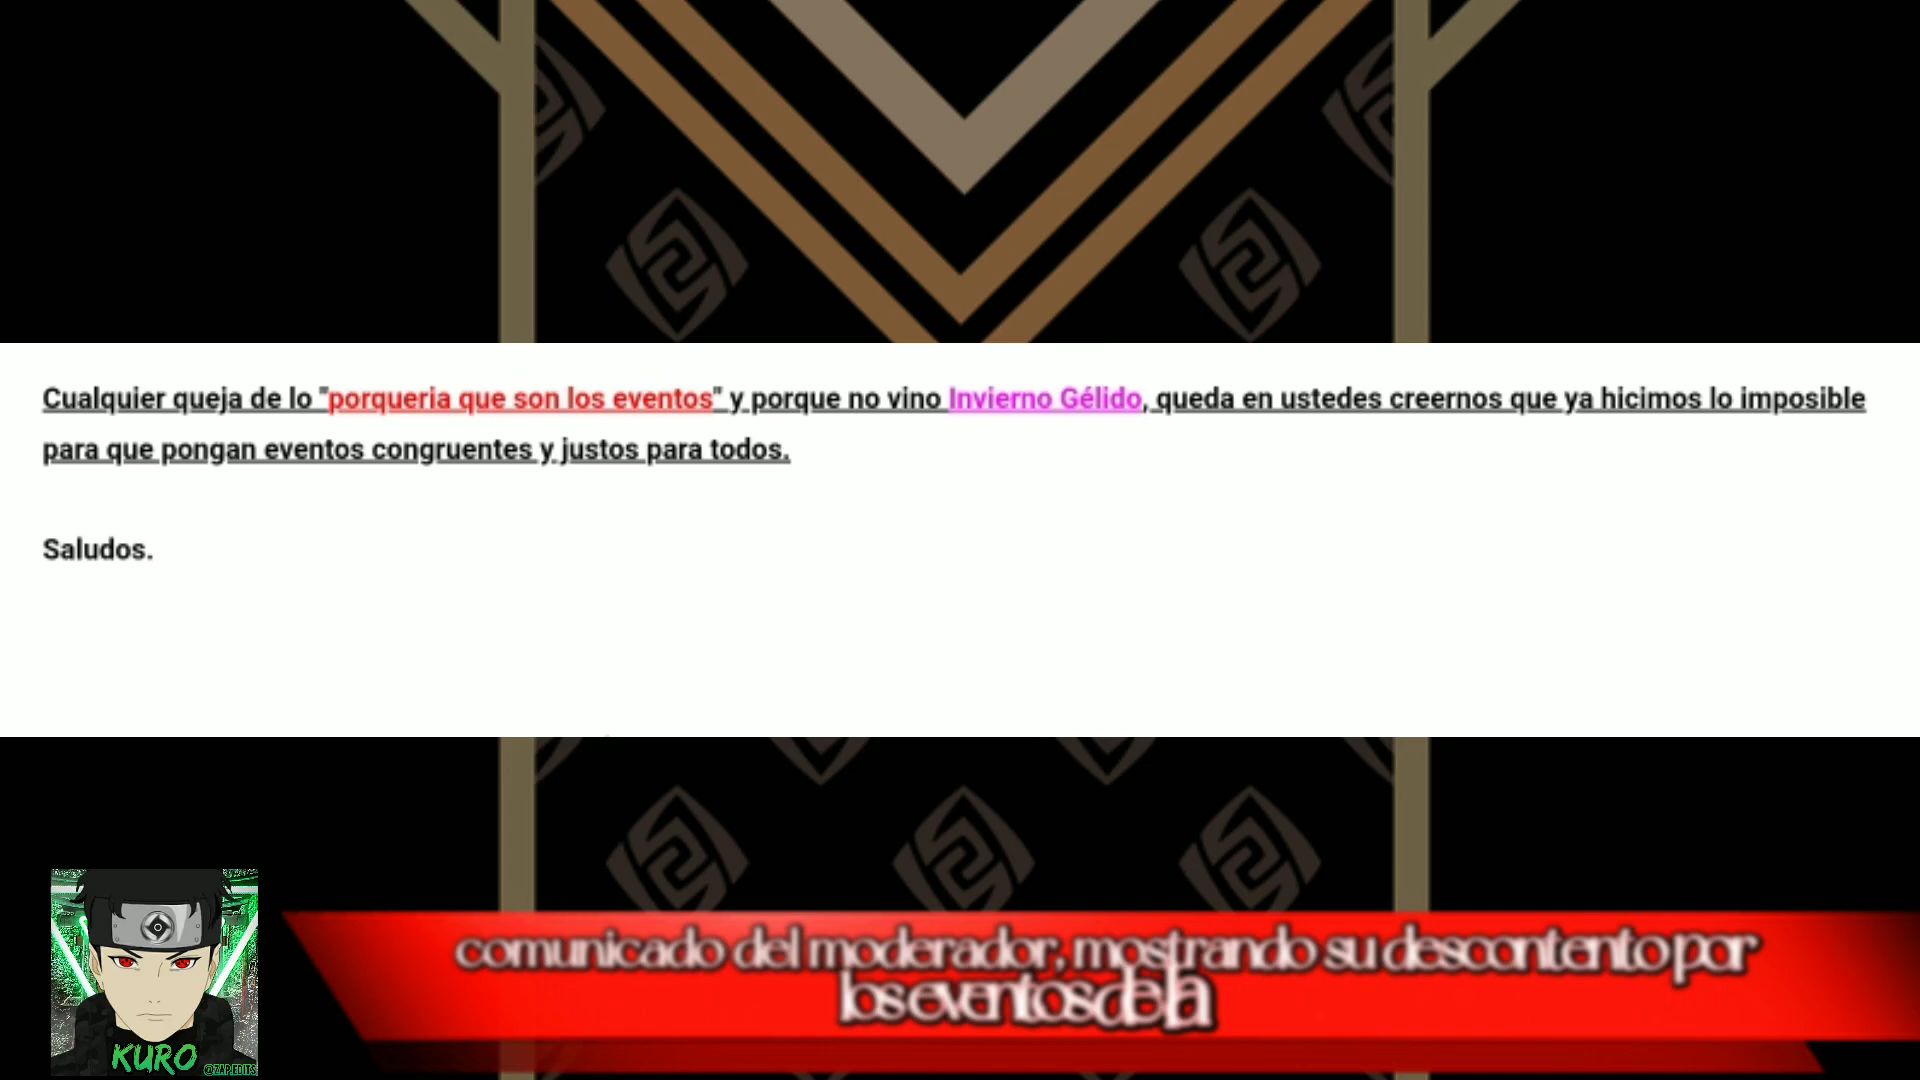 Cualquier queja de lo "porqueria que son los eventos" y porque no vino Invierno Gélido, queda en ustedes creernos que ya hicimos lo imposible
para que pongan eventos congruentes y justos para todos.
Saludos.
KURO
@ZAP.EDITS
comunicado del moderador, mostrando su descontento por
los eventos de la